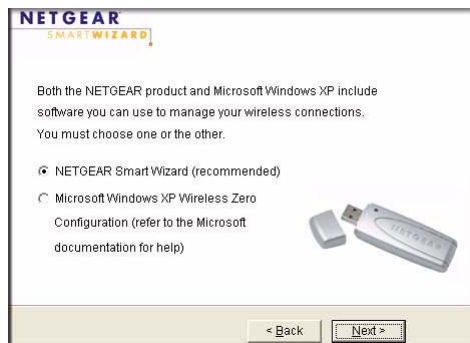 NETGEAR
SMARTWIZARD
Both the NETGEAR product and Microsoft Windows XP include
software you can use to manage your wireless connections.
You must choose one or the other.
NETGEAR Smart Wizard (recommended)
Microsoft Windows XP Wireless Zero
Configuration (refer to the Microsoft
documentation for help)
NETGEAR
< Back
Next >